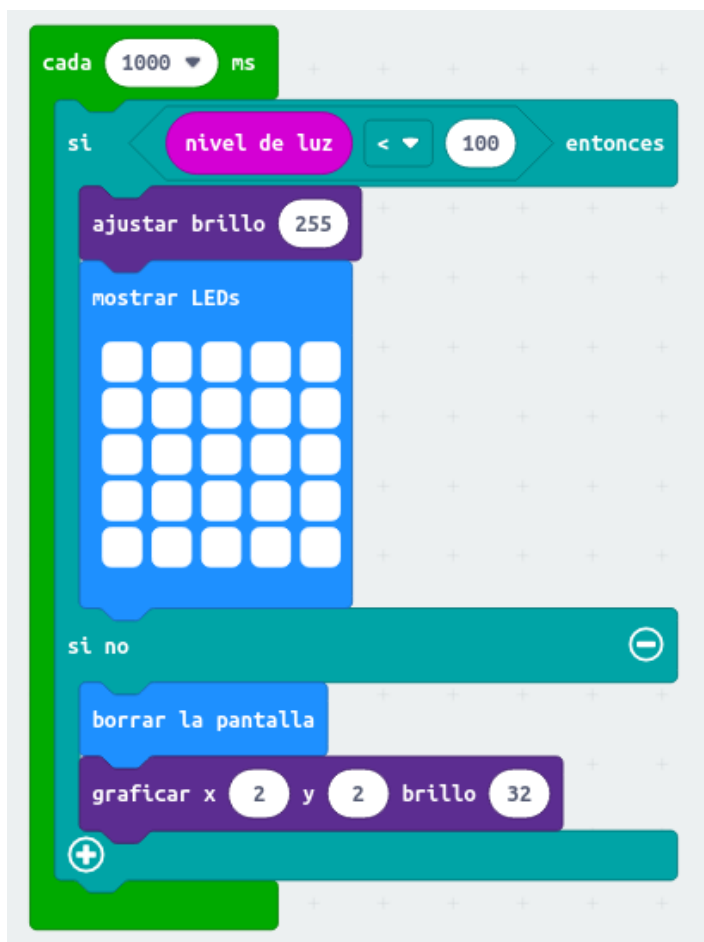 cada 1000 ms
si nivel de luz < 100 entonces
ajustar brillo 255
mostrar LEDs
si no
borrar la pantalla
graficar x 2 y 2 brillo 32